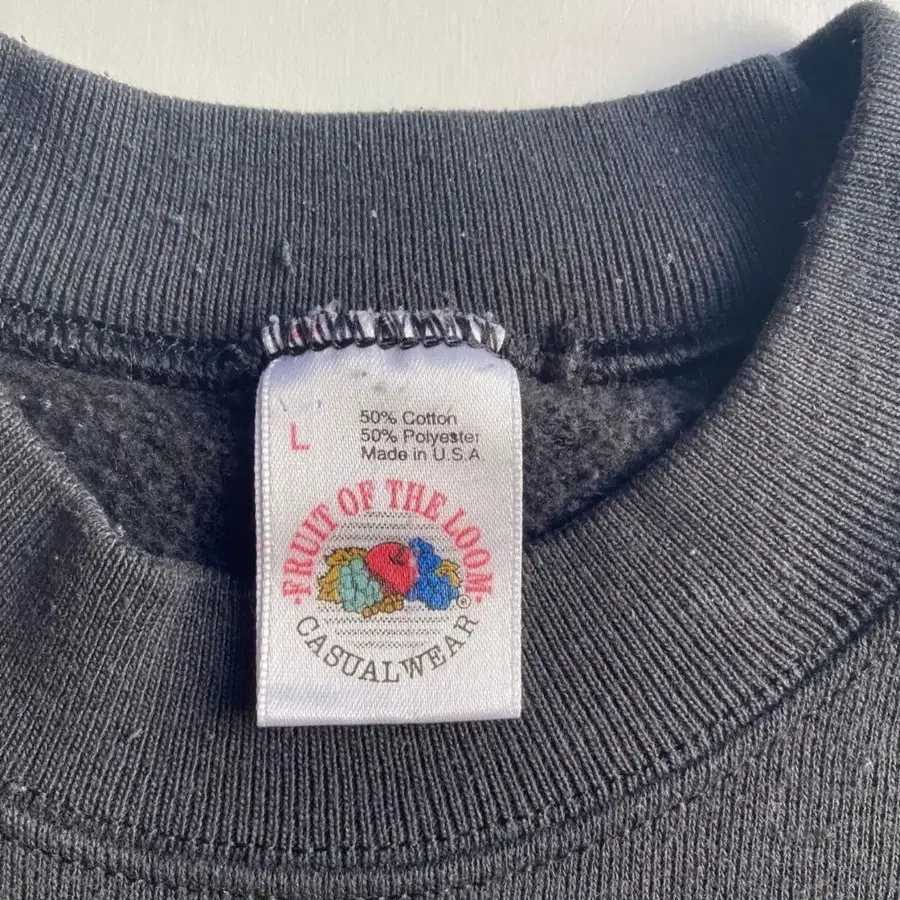 L
50% Cotton
50% Polyester
Made in U.S.A.
·FRUIT OF THE LOOM·
®
CASUALWEAR